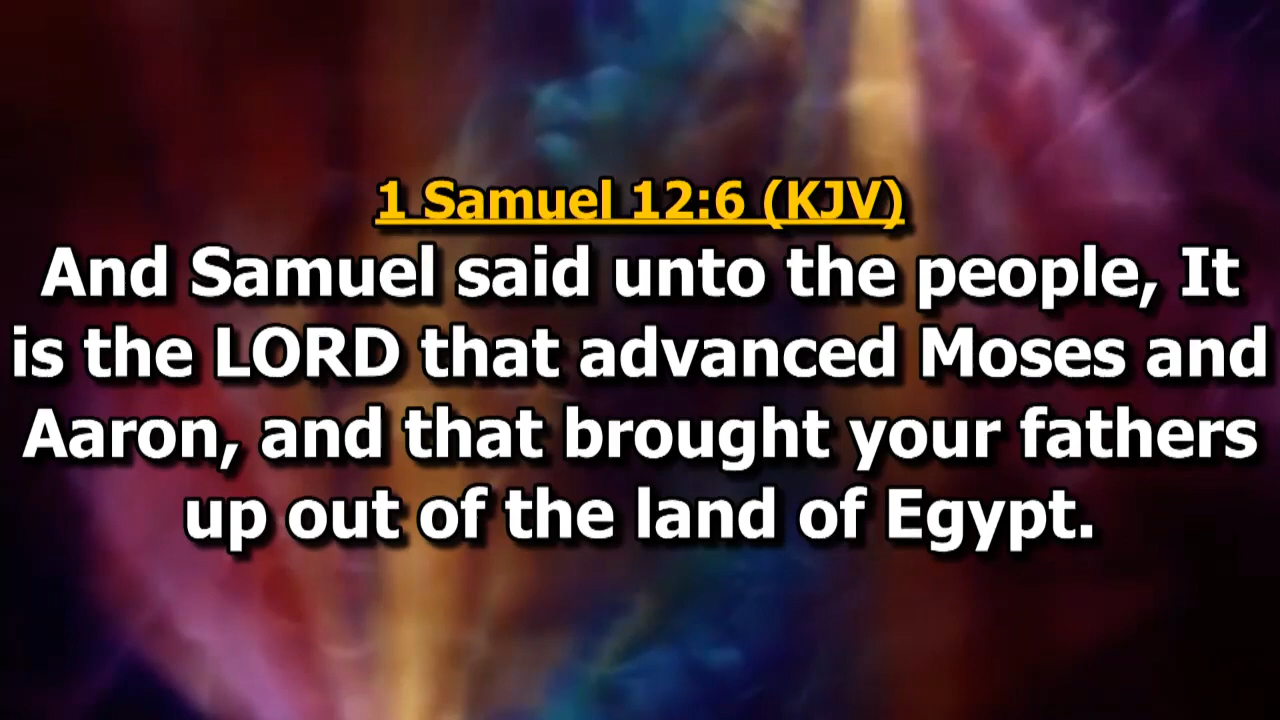 1 Samuel 12:6 (KJV)
And Samuel said unto the people, It
is the LORD that advanced Moses and
Aaron, and that brought your fathers
up out of the land of Egypt.